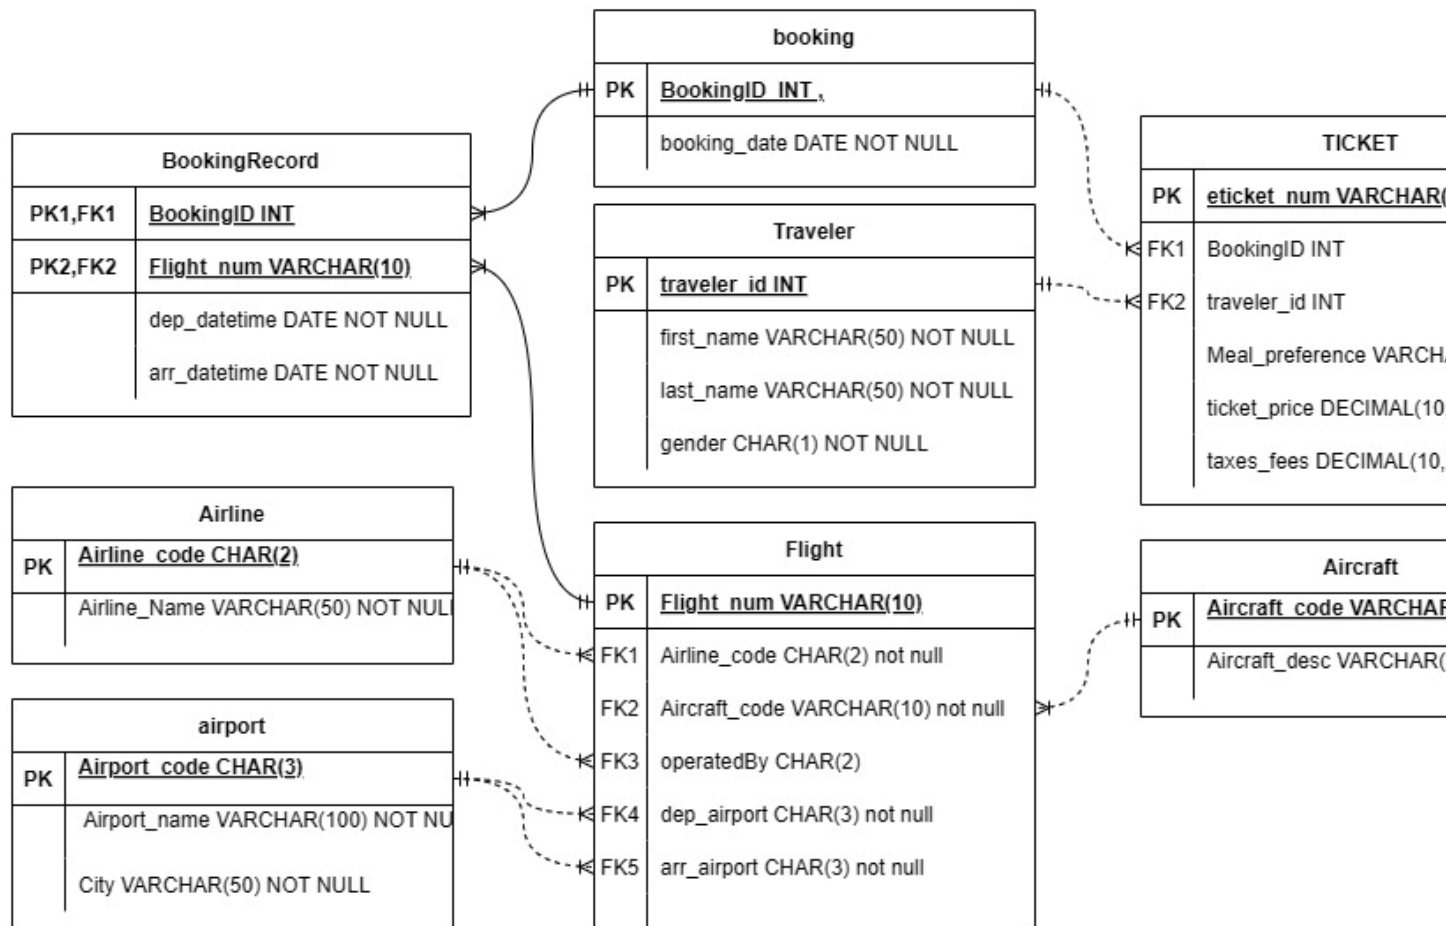 booking
PK BookingID INT ,
booking_date DATE NOT NULL
BookingRecord
PK1,FK1 BookingID INT
PK2,FK2 Flight_num VARCHAR(10)
dep_datetime DATE NOT NULL
arr_datetime DATE NOT NULL
Traveler
PK traveler_id INT
first_name VARCHAR(50) NOT NULL
last_name VARCHAR(50) NOT NULL
gender CHAR(1) NOT NULL
TICKET
PK eticket_num VARCHAR(
FK1 BookingID INT
FK2 traveler_id INT
Meal_preference VARCHA
ticket_price DECIMAL(10
taxes_fees DECIMAL(10,
Airline
PK Airline_code CHAR(2)
Airline_Name VARCHAR(50) NOT NULL
Flight
PK Flight_num VARCHAR(10)
FK1 Airline_code CHAR(2) not null
FK2 Aircraft_code VARCHAR(10) not null
FK3 operatedBy CHAR(2)
FK4 dep_airport CHAR(3) not null
FK5 arr_airport CHAR(3) not null
Aircraft
PK Aircraft_code VARCHAR
Aircraft_desc VARCHAR(
airport
PK Airport_code CHAR(3)
Airport_name VARCHAR(100) NOT NU
City VARCHAR(50) NOT NULL